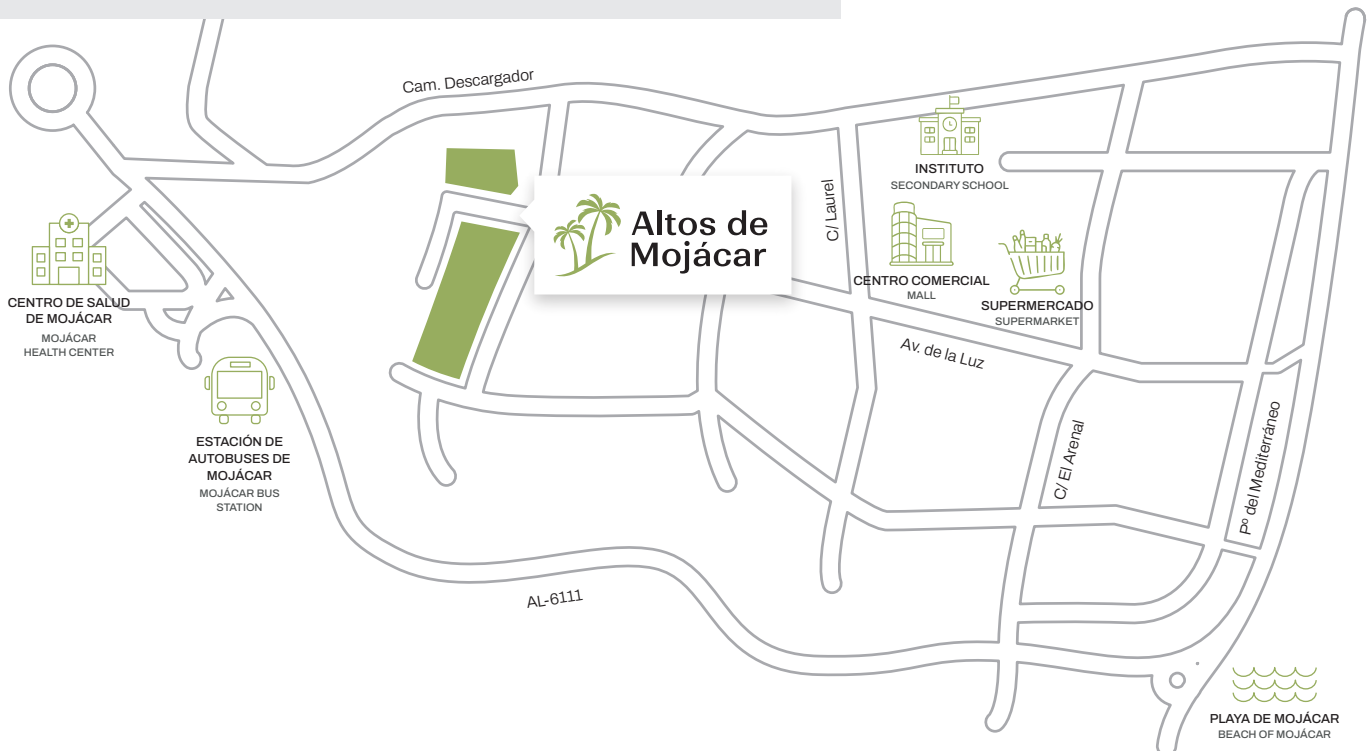 Cam. Descargador
INSTITUTO
SECONDARY SCHOOL
C/ Laurel
Altos de
Mojácar
CENTRO COMERCIAL
MALL
SUPERMERCADO
SUPERMARKET
CENTRO DE SALUD
DE MOJÁCAR
MOJÁCAR
HEALTH CENTER
Av. de la Luz
ESTACIÓN DE
AUTOBUSES DE
MOJÁCAR
MOJÁCAR BUS
STATION
C/ El Arenal
Pº del Mediterráneo
AL-6111
PLAYA DE MOJÁCAR
BEACH OF MOJÁCAR